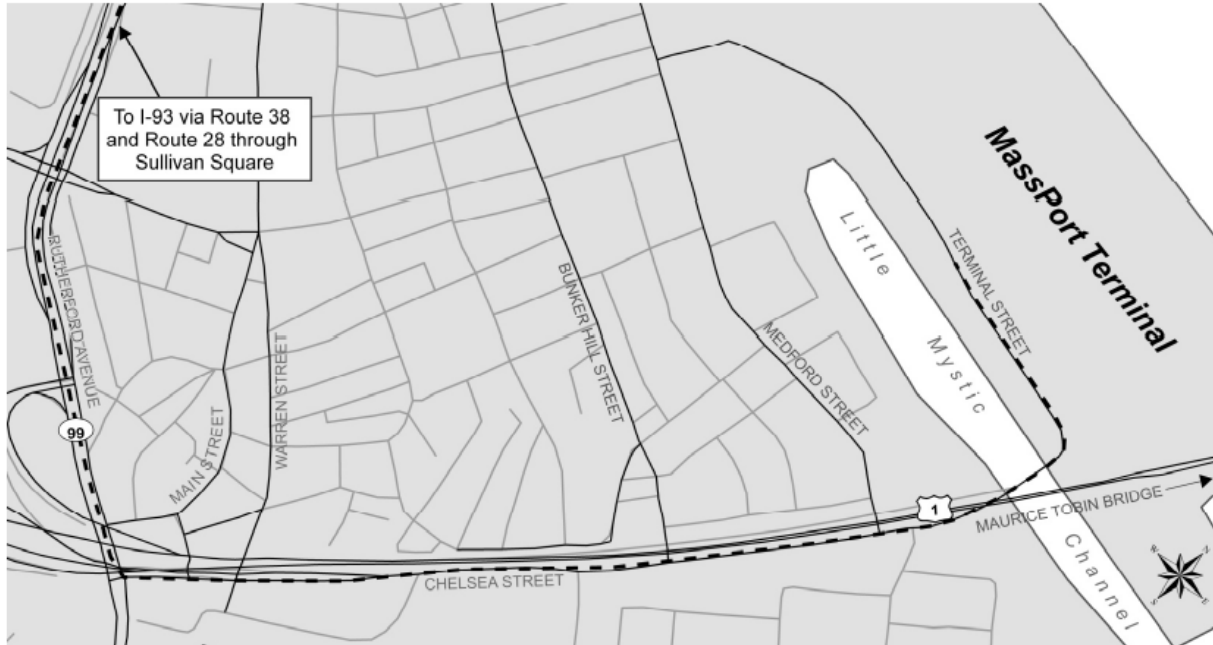 To I-93 via Route 38
and Route 28 through
Sullivan Square
MassPort Terminal
Little
Mystic
Channel
TERMINAL STREET
RUTHERFORD AVENUE
BUNKER HILL STREET
MEDFORD STREET
WARREN STREET
MAIN STREET
99
1
MAURICE TOBIN BRIDGE
CHELSEA STREET
W
N
S
E